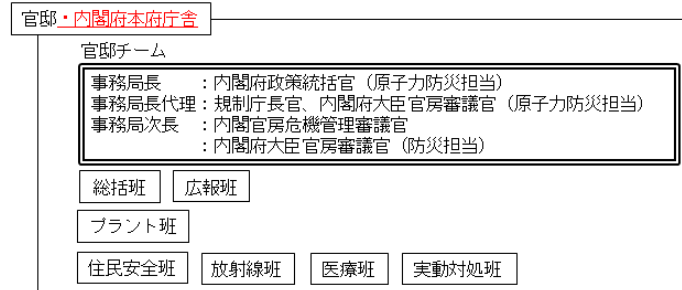 官邸・内閣府本府庁舎
官邸チーム
事務局長　　：内閣府政策統括官（原子力防災担当）
事務局長代理：規制庁長官、内閣府大臣官房審議官（原子力防災担当）
事務局次長　：内閣官房危機管理審議官
　　　　　　：内閣府大臣官房審議官（防災担当）
総括班　広報班
プラント班
住民安全班　放射線班　医療班　実動対処班